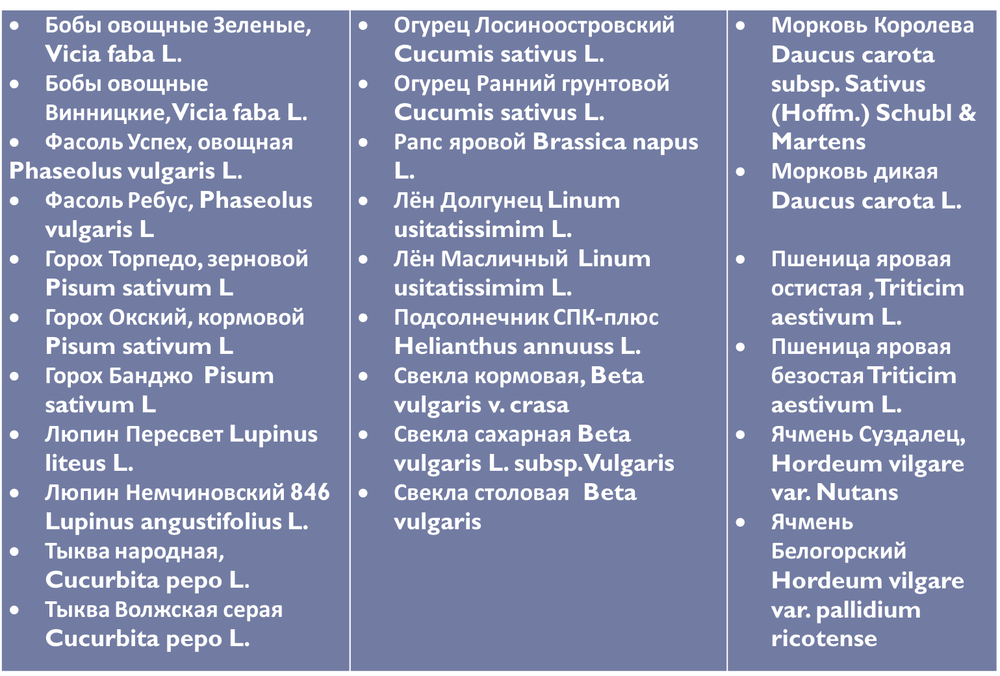 • Бобы овощные Зеленые,
Vicia faba L.
• Бобы овощные
Винницкие, Vicia faba L.
• Фасоль Успех, овощная
Phaseolus vulgaris L.
• Фасоль Ребус, Phaseolus
vulgaris L
• Горох Торпедо, зерновой
Pisum sativum L
• Горох Окский, кормовой
Pisum sativum L
• Горох Банджо Pisum
sativum L
• Люпин Пересвет Lupinus
liteus L.
• Люпин Немчиновский 846
Lupinus angustifolius L.
• Тыква народная,
Cucurbita pepo L.
• Тыква Волжская серая
Cucurbita pepo L.
• Огурец Лосиноостровский
Cucumis sativus L.
• Огурец Ранний грунтовой
Cucumis sativus L.
• Рапс яровой Brassica napus
L.
• Лён Долгунец Linum
usitatissimim L.
• Лён Масличный Linum
usitatissimim L.
• Подсолнечник СПК-плюс
Helianthus annuuss L.
• Свекла кормовая, Beta
vulgaris v. crasa
• Свекла сахарная Beta
vulgaris L. subsp. Vulgaris
• Свекла столовая Beta
vulgaris
• Морковь Королева
Daucus carota
subsp. Sativus
(Hoffm.) Schubl &
Martens
• Морковь дикая
Daucus carota L.
• Пшеница яровая
остистая , Triticim
aestivum L.
• Пшеница яровая
безостая Triticim
aestivum L.
• Ячмень Суздалец,
Hordeum vilgare
var. Nutans
• Ячмень
Белогорский
Hordeum vilgare
var. pallidium
ricotense